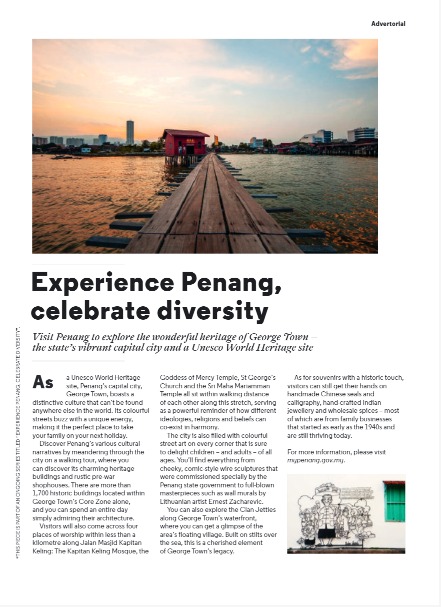 Advertorial
Experience Penang,
celebrate diversity
Visit Penang to explore the wonderful heritage of George Town –
the state's vibrant capital city and a Unesco World Heritage site
As a Unesco World Heritage
site, Penang's capital city,
George Town, boasts a
distinctive culture that can't be found
anywhere else in the world. Its colourful
streets buzz with a unique energy,
making it the perfect place to take
your family on your next holiday.
Discover Penang's various cultural
narratives by meandering through the
city on a walking tour, where you
can discover its charming heritage
buildings and rustic pre-war
shophouses. There are more than
1,700 historic buildings located within
George Town's Core Zone alone,
and you can spend an entire day
simply admiring their architecture.
Visitors will also come across four
places of worship within less than a
kilometre along Jalan Masjid Kapitan
Keling: The Kapitan Keling Mosque, the
Goddess of Mercy Temple, St George's
Church and the Sri Maha Mariamman
Temple all sit within walking distance
of each other along this stretch, serving
as a powerful reminder of how different
ideologies, religions and beliefs can
co-exist in harmony.
The city is also filled with colourful
street art on every corner that is sure
to delight children – and adults – of all
ages. You'll find everything from
cheeky, comic style wire sculptures that
were commissioned specially by the
Penang state government to full-blown
masterpieces such as wall murals by
Lithuanian artist Ernest Zacharevic.
You can also explore the Clan Jetties
along George Town's waterfront,
where you can get a glimpse of the
area's floating village. Built on stilts over
the sea, this is a cherished element
of George Town's legacy.
As for souvenirs with a historic touch,
visitors can still get their hands on
handmade Chinese seals and
calligraphy, hand-crafted Indian
jewellery and wholesale spices – most
of which are from family businesses
that started as early as the 1940s and
are still thriving today.
For more information, please visit
mypenang.gov.my.
*THIS PIECE IS PART OF AN ONGOING SERIES TITLED "EXPERIENCE PENANG, CELEBRATE DIVERSITY".